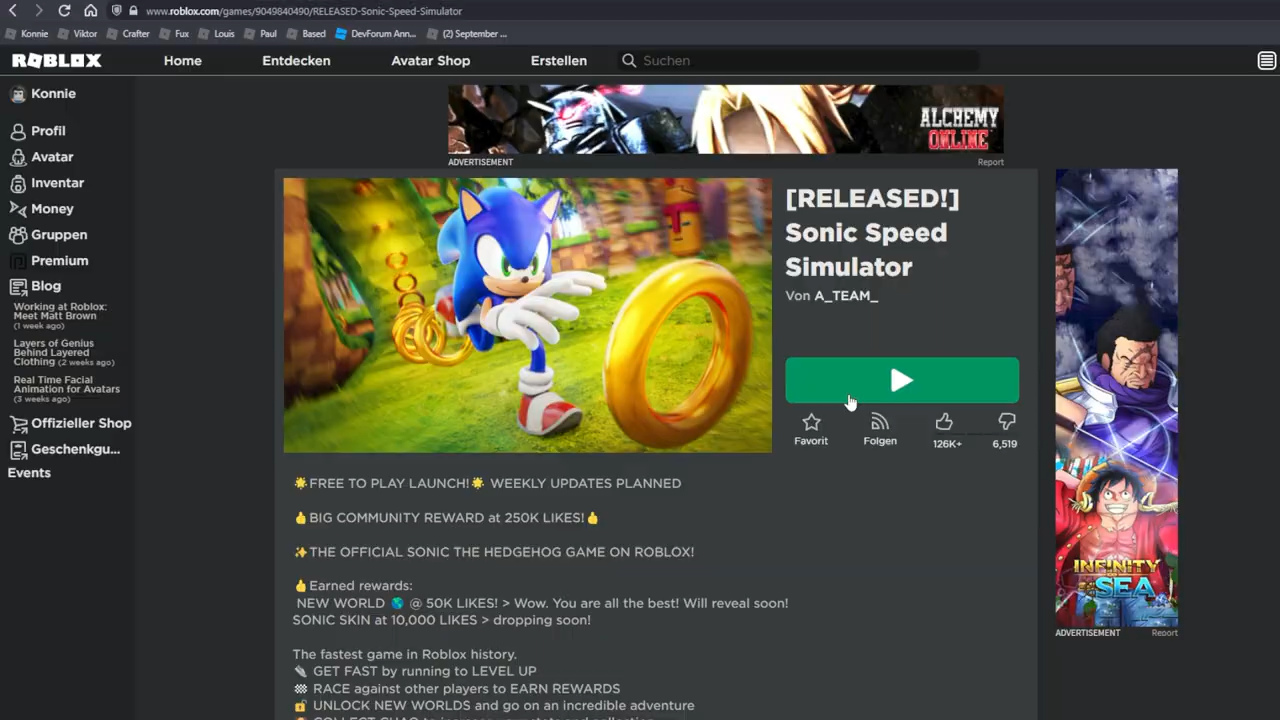 www.roblox.com/games/9049840490/RELEASED-Sonic-Speed-Simulator
Konnie
Viktor
Crafter
Fux
Louis
Paul
Based
DevForum Ann...
(2) September ...
ROBLOX
Home
Entdecken
Avatar Shop
Erstellen
Suchen
Konnie
Profil
Avatar
Inventar
Money
Gruppen
Premium
Blog
Working at Roblox:
Meet Matt Brown
(1 week ago)
Layers of Genius
Behind Layered
Clothing (2 weeks ago)
Real Time Facial
Animation for Avatars
(3 weeks ago)
Offizieller Shop
Geschenkgu...
Events
ALCHEMY
ONLINE
ADVERTISEMENT
Report
[RELEASED!]
Sonic Speed
Simulator
Von A_TEAM_
Favorit
Folgen
126K+
6,519
🌟FREE TO PLAY LAUNCH!🌟 WEEKLY UPDATES PLANNED
👍BIG COMMUNITY REWARD at 250K LIKES!👍
✨THE OFFICIAL SONIC THE HEDGEHOG GAME ON ROBLOX!
👍Earned rewards:
NEW WORLD 🌎 @ 50K LIKES! > Wow. You are all the best! Will reveal soon!
SONIC SKIN at 10,000 LIKES > dropping soon!
The fastest game in Roblox history.
GET FAST by running to LEVEL UP
🏁 RACE against other players to EARN REWARDS
🔓 UNLOCK NEW WORLDS and go on an incredible adventure
INFINITY
SEA
ADVERTISEMENT
Report